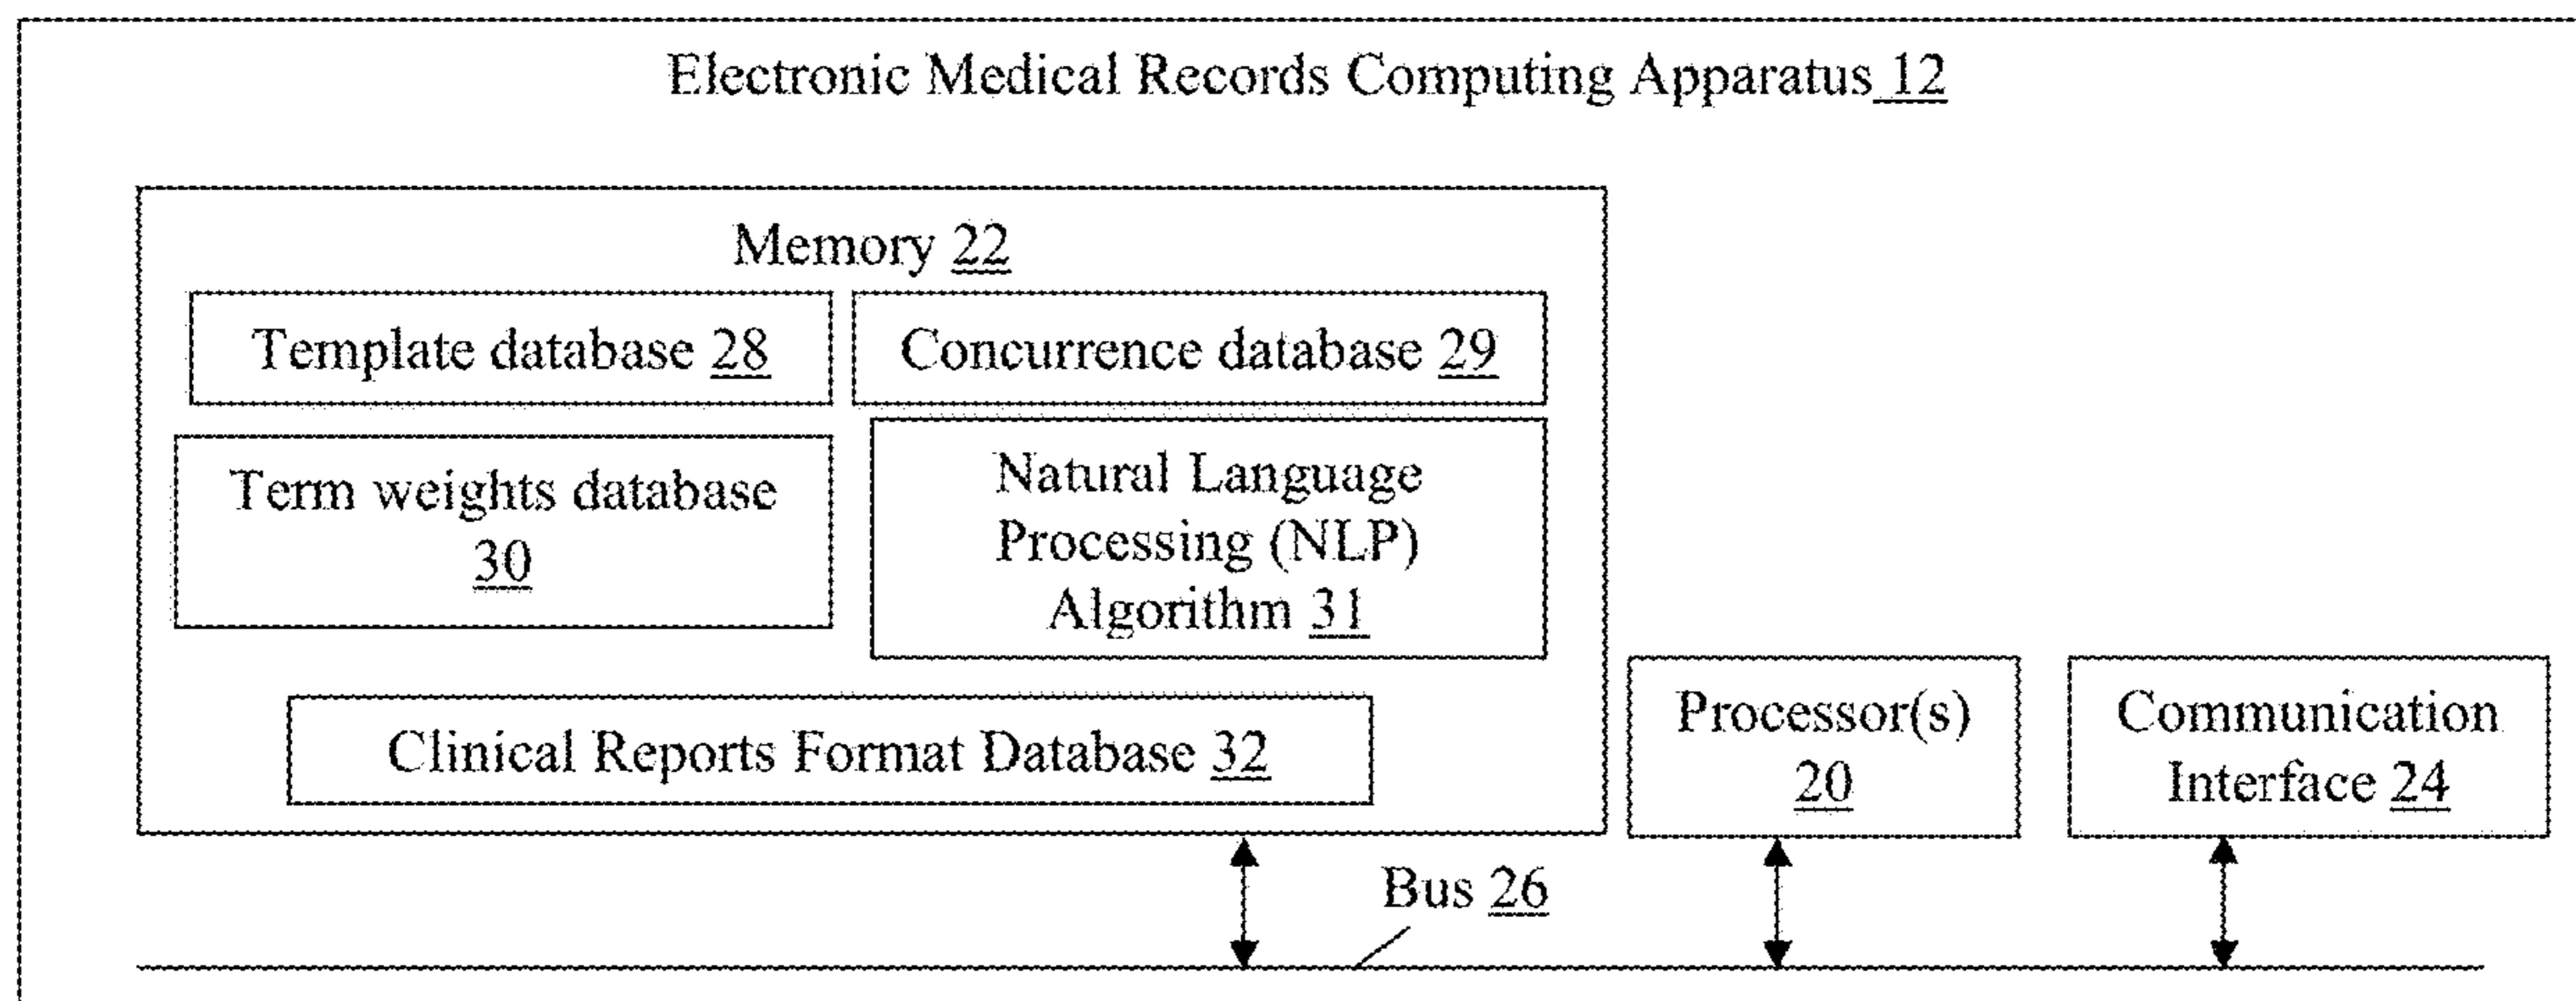 Electronic Medical Records Computing Apparatus 12
Memory 22
Template database 28
Concurrence database 29
Term weights database
30
Natural Language
Processing (NLP)
Algorithm 31
Clinical Reports Format Database 32
Processor(s)
20
Communication
Interface 24
Bus 26